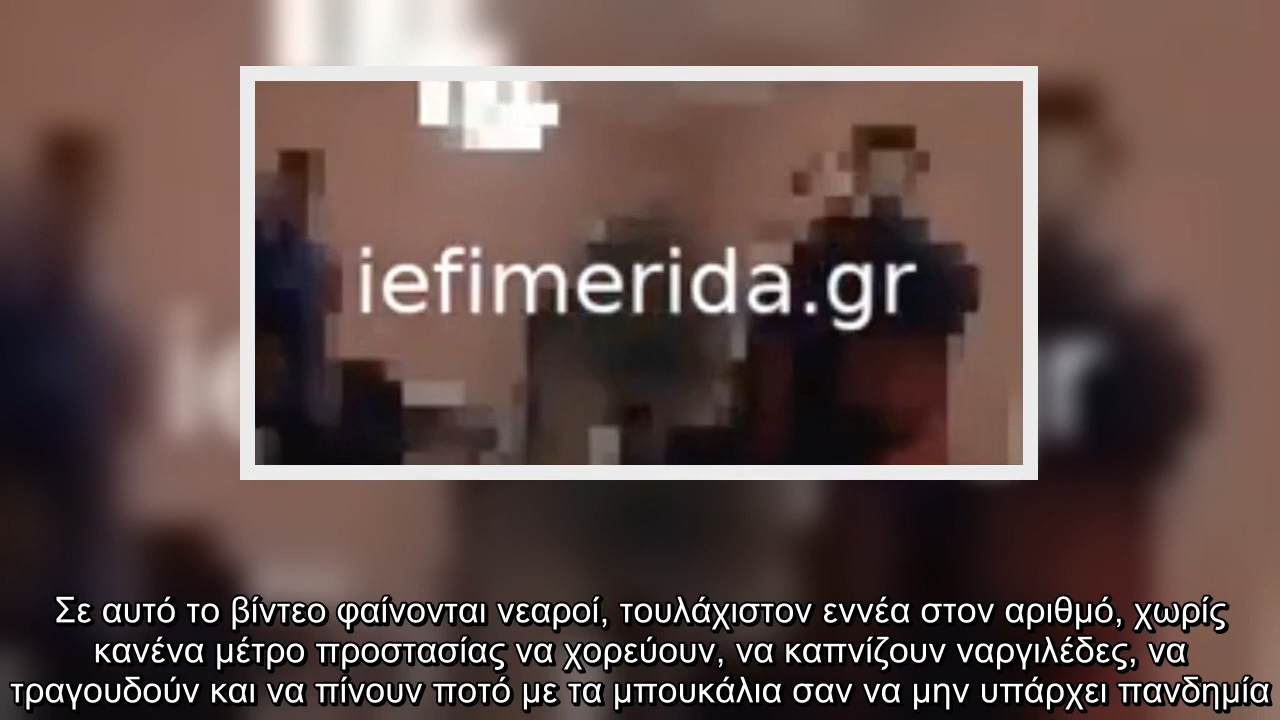 iefimerida.gr
Σε αυτό το βίντεο φαίνονται νεαροί, τουλάχιστον εννέα στον αριθμό, χωρίς
κανένα μέτρο προστασίας να χορεύουν, να καπνίζουν ναργιλέδες, να
τραγουδούν και να πίνουν ποτό με τα μπουκάλια σαν να μην υπάρχει πανδημία